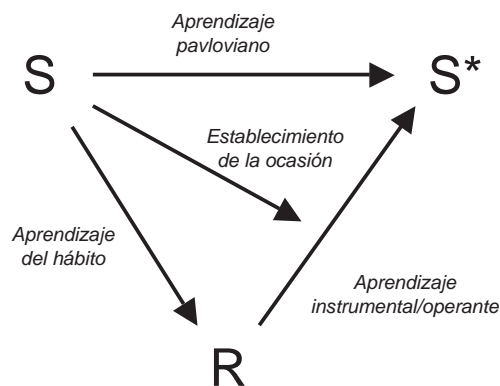 Aprendizaje
pavloviano
S
S*
Establecimiento
de la ocasión
Aprendizaje
del hábito
Aprendizaje
instrumental/operante
R